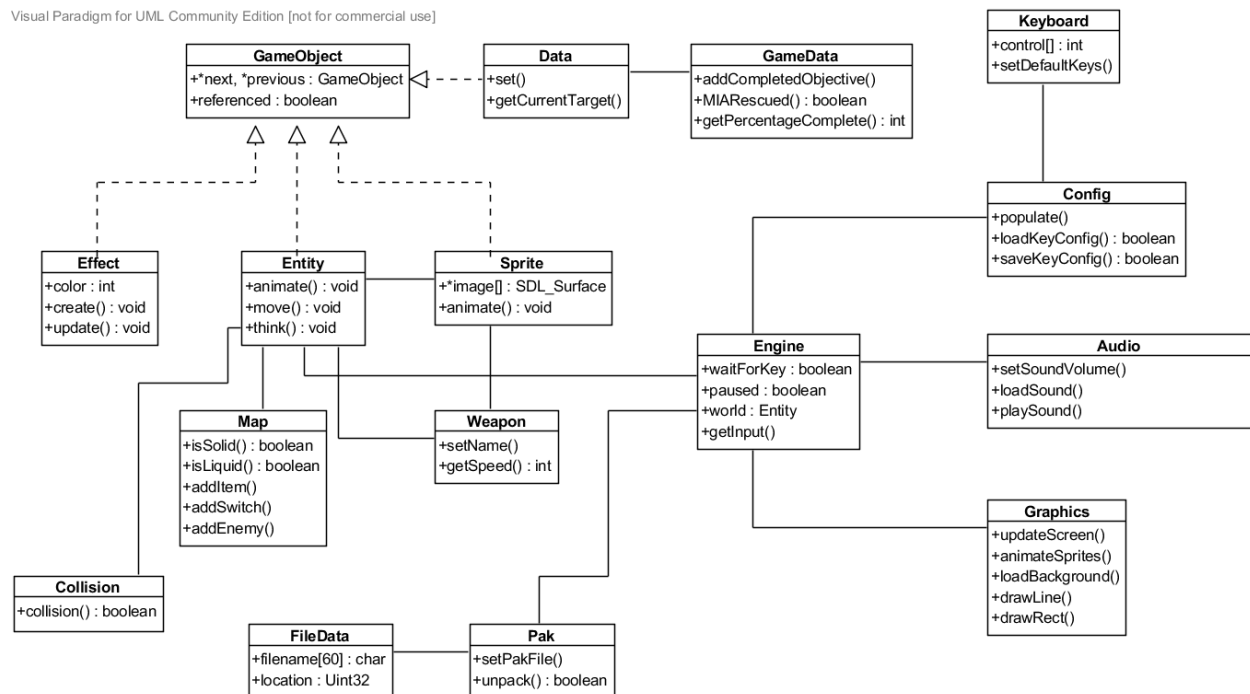 Visual Paradigm for UML Community Edition [not for commercial use]
GameObject
+*next, *previous : GameObject
+referenced : boolean
Data
+set()
+getCurrentTarget()
GameData
+addCompletedObjective()
+MIARescued() : boolean
+getPercentageComplete() : int
Keyboard
+control[] : int
+setDefaultKeys()
Config
+populate()
+loadKeyConfig() : boolean
+saveKeyConfig() : boolean
Effect
+color : int
+create() : void
+update() : void
Entity
+animate() : void
+move() : void
+think() : void
Sprite
+*image[] : SDL_Surface
+animate() : void
Engine
+waitForKey : boolean
+paused : boolean
+world : Entity
+getInput()
Audio
+setSoundVolume()
+loadSound()
+playSound()
Map
+isSolid() : boolean
+isLiquid() : boolean
+addItem()
+addSwitch()
+addEnemy()
Weapon
+setName()
+getSpeed() : int
Graphics
+updateScreen()
+animateSprites()
+loadBackground()
+drawLine()
+drawRect()
Collision
+collision() : boolean
FileData
+filename[60] : char
+location : Uint32
Pak
+setPakFile()
+unpack() : boolean